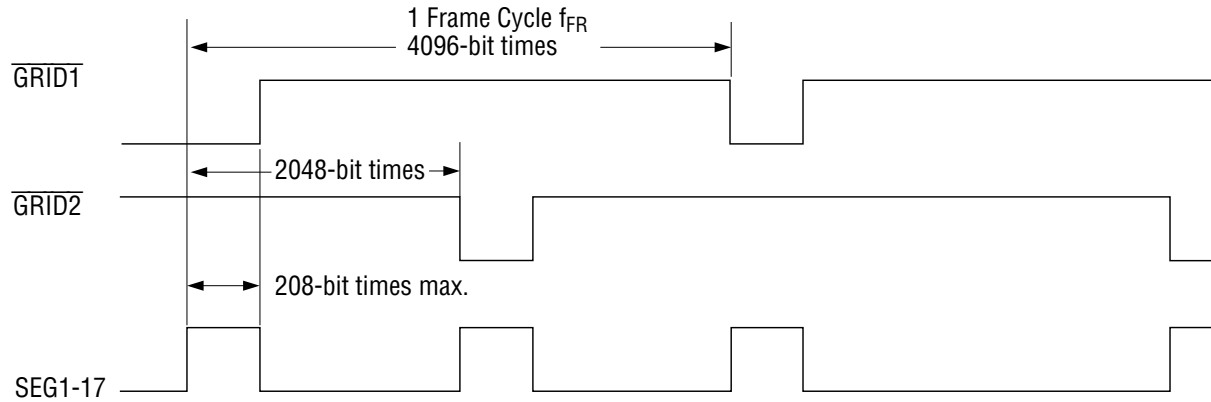 1 Frame Cycle fFR
4096-bit times
GRID1
2048-bit times
GRID2
208-bit times max.
SEG1-17